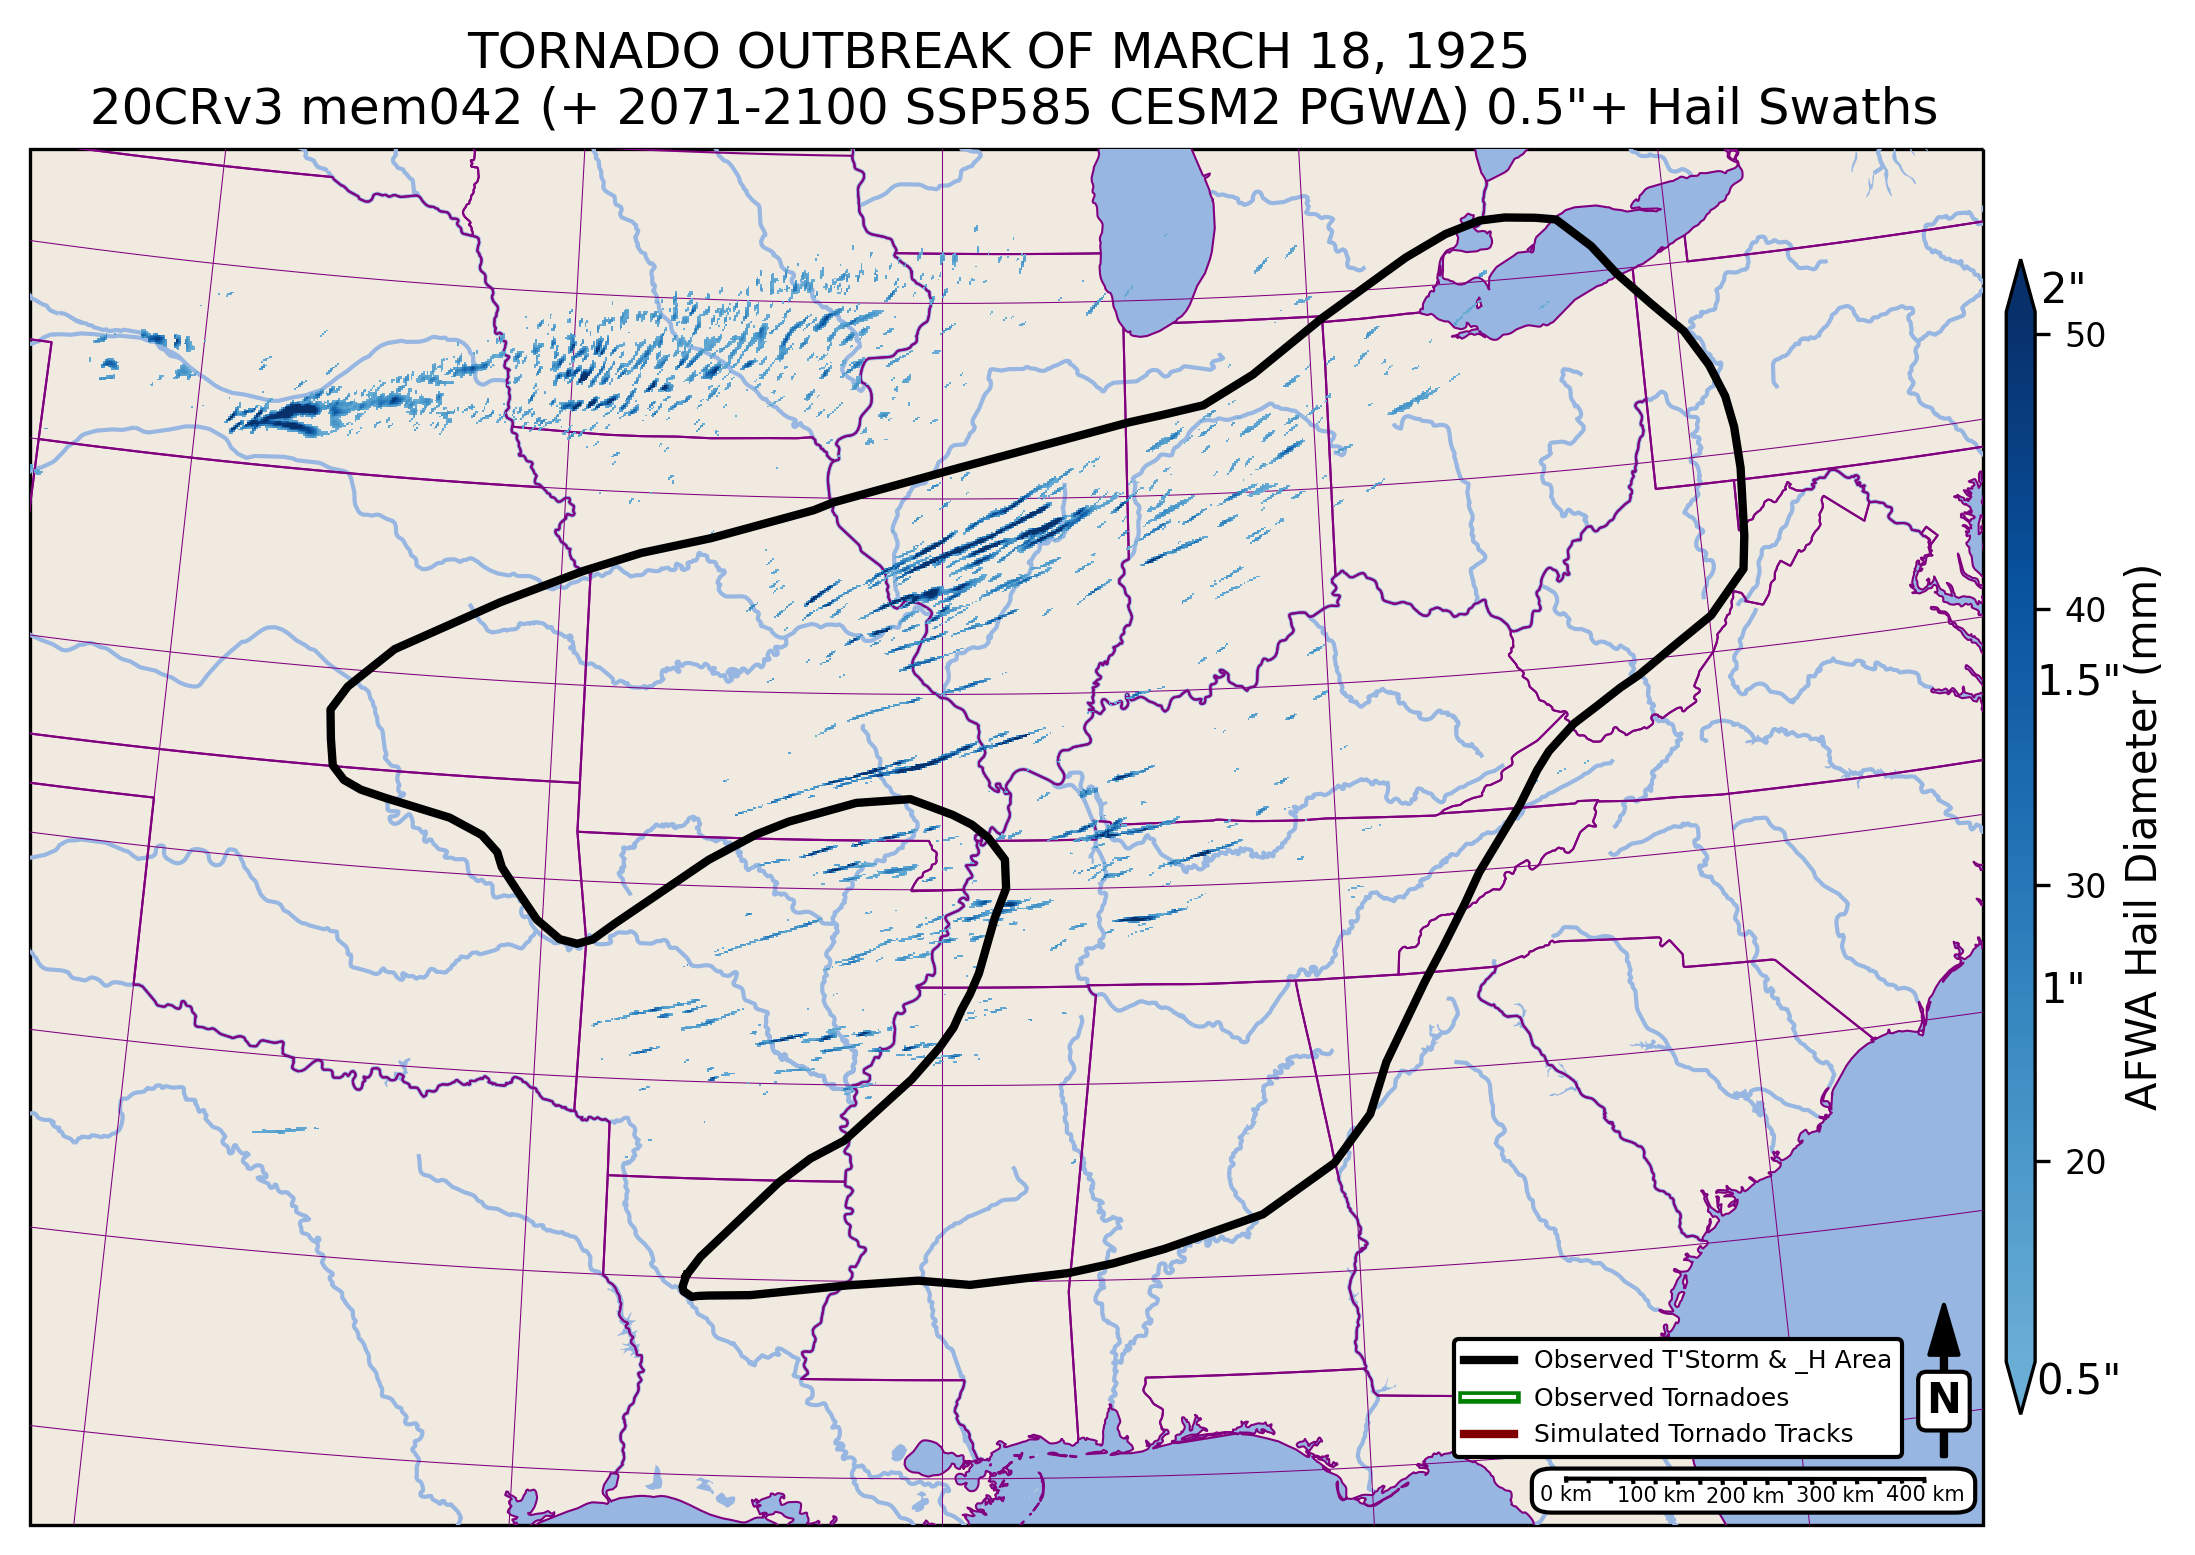 TORNADO OUTBREAK OF MARCH 18, 1925
20CRv3 mem042 (+ 2071-2100 SSP585 CESM2 PGWΔ) 0.5"+ Hail Swaths
2"
50
40
1.5"
30
1"
20
0.5"
AFWA Hail Diameter (mm)
Observed T'Storm & _H Area
Observed Tornadoes
Simulated Tornado Tracks
N
0 km 100 km 200 km 300 km 400 km